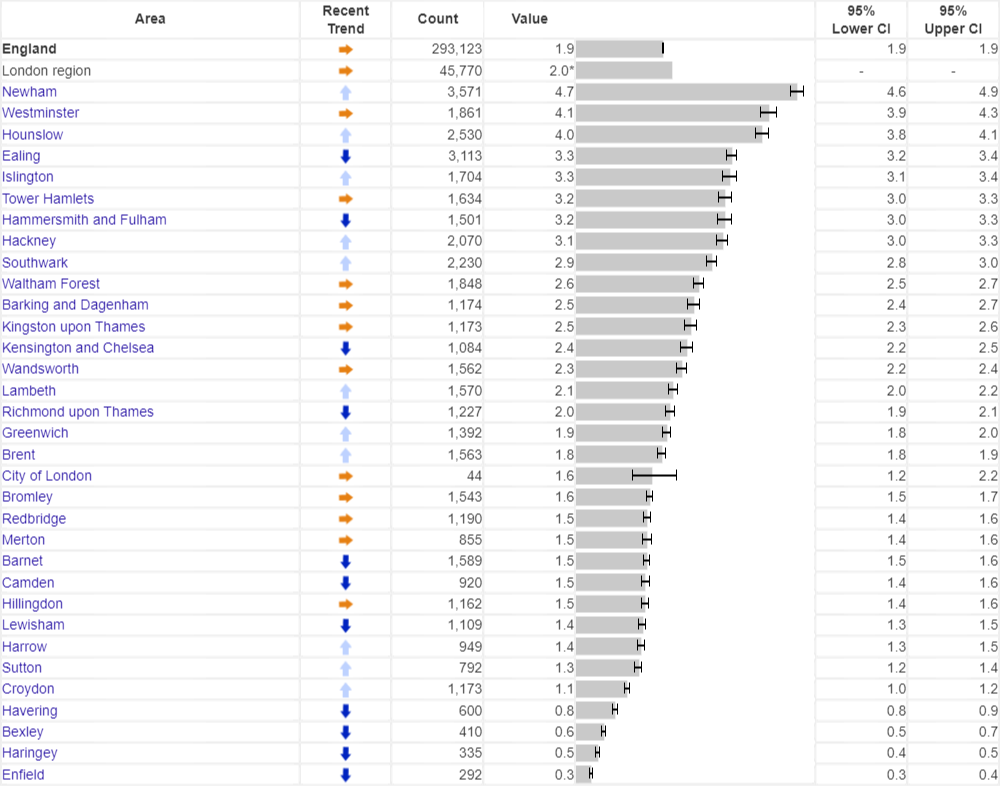 Area Recent Trend Count Value 95% Lower CI 95% Upper CI
England 293,123 1.9 1.9 1.9
London region 45,770 2.0* - -
Newham 3,571 4.7 4.6 4.9
Westminster 1,861 4.1 3.9 4.3
Hounslow 2,530 4.0 3.8 4.1
Ealing 3,113 3.3 3.2 3.4
Islington 1,704 3.3 3.1 3.4
Tower Hamlets 1,634 3.2 3.0 3.3
Hammersmith and Fulham 1,501 3.2 3.0 3.3
Hackney 2,070 3.1 3.0 3.3
Southwark 2,230 2.9 2.8 3.0
Waltham Forest 1,848 2.6 2.5 2.7
Barking and Dagenham 1,174 2.5 2.4 2.7
Kingston upon Thames 1,173 2.5 2.3 2.6
Kensington and Chelsea 1,084 2.4 2.2 2.5
Wandsworth 1,562 2.3 2.2 2.4
Lambeth 1,570 2.1 2.0 2.2
Richmond upon Thames 1,227 2.0 1.9 2.1
Greenwich 1,392 1.9 1.8 2.0
Brent 1,563 1.8 1.8 1.9
City of London 44 1.6 1.2 2.2
Bromley 1,543 1.6 1.5 1.7
Redbridge 1,190 1.5 1.4 1.6
Merton 855 1.5 1.4 1.6
Barnet 1,589 1.5 1.5 1.6
Camden 920 1.5 1.4 1.6
Hillingdon 1,162 1.5 1.4 1.6
Lewisham 1,109 1.4 1.3 1.5
Harrow 949 1.4 1.3 1.5
Sutton 792 1.3 1.2 1.4
Croydon 1,173 1.1 1.0 1.2
Havering 600 0.8 0.8 0.9
Bexley 410 0.6 0.5 0.7
Haringey 335 0.5 0.4 0.5
Enfield 292 0.3 0.3 0.4